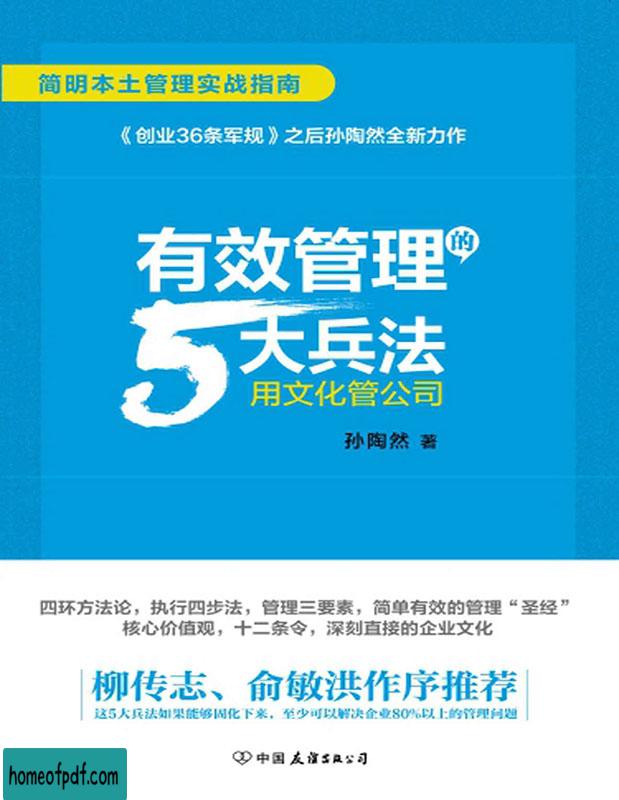 简明本土管理实战指南
《创业36条军规》之后孙陶然全新力作
有效管理的
5大兵法
用文化管公司
孙陶然 著
四环方法论，执行四步法，管理三要素，简单有效的管理“圣经”
核心价值观，十二条令，深刻直接的企业文化
柳传志、俞敏洪作序推荐
这5大兵法如果能够固化下来，至少可以解决企业80%以上的管理问题
中国友谊出版公司
homeofpdf.com